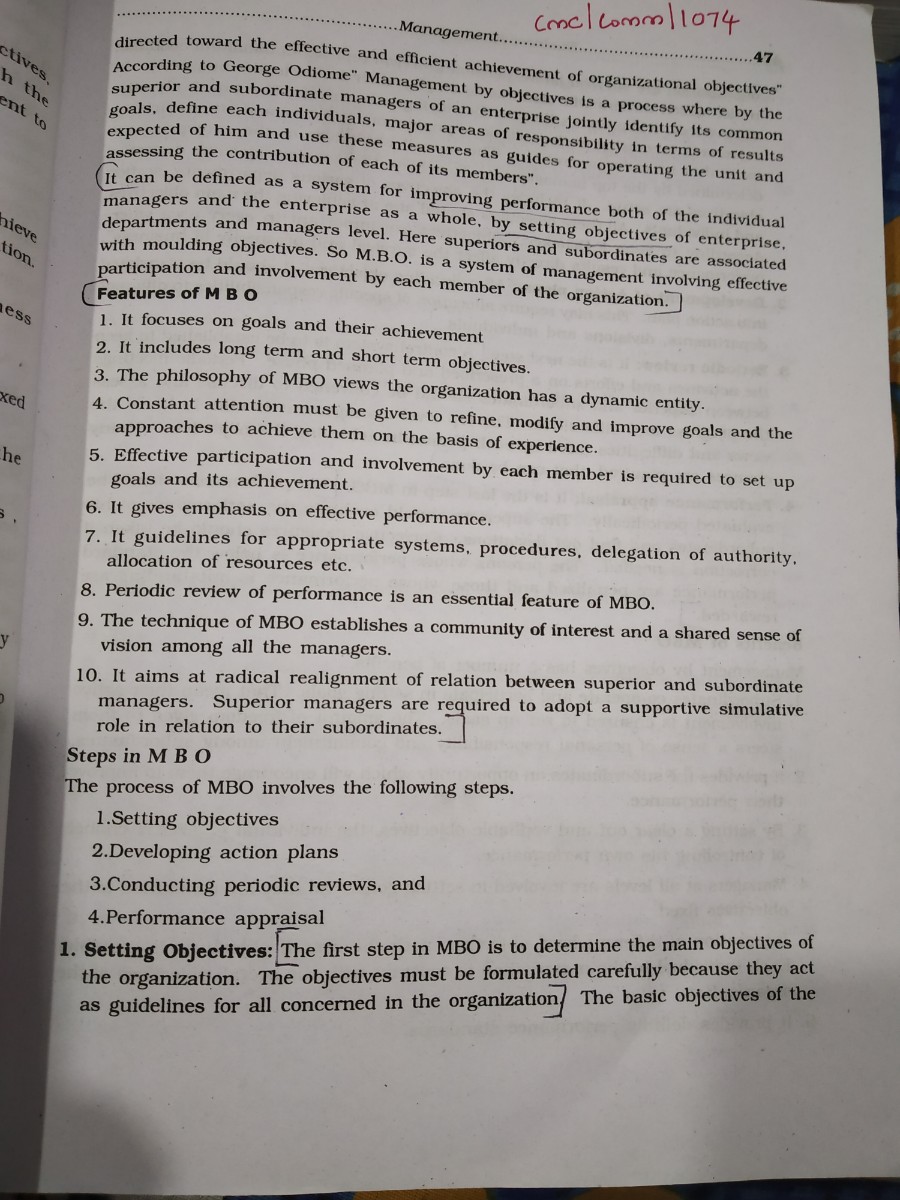 cmc/comm/1074
Management
47
directed toward the effective and efficient achievement of organizational objectives"
According to George Odiome" Management by objectives is a process where by the
superior and subordinate managers of an enterprise jointly identify its common
goals, define each individuals, major areas of responsibility in terms of results
expected of him and use these measures as guides for operating the unit and
assessing the contribution of each of its members".
It can be defined as a system for improving performance both of the individual
managers and the enterprise as a whole, by setting objectives of enterprise,
departments and managers level. Here superiors and subordinates are associated
with moulding objectives. So M.B.O. is a system of management involving effective
participation and involvement by each member of the organization.
Features of M B O
1. It focuses on goals and their achievement
2. It includes long term and short term objectives.
3. The philosophy of MBO views the organization has a dynamic entity.
4. Constant attention must be given to refine, modify and improve goals and the
approaches to achieve them on the basis of experience.
5. Effective participation and involvement by each member is required to set up
goals and its achievement.
6. It gives emphasis on effective performance.
7. It guidelines for appropriate systems, procedures, delegation of authority,
allocation of resources etc.
8. Periodic review of performance is an essential feature of MBO.
9. The technique of MBO establishes a community of interest and a shared sense of
vision among all the managers.
10. It aims at radical realignment of relation between superior and subordinate
managers. Superior managers are required to adopt a supportive simulative
role in relation to their subordinates.
Steps in M B O
The process of MBO involves the following steps.
1.Setting objectives
2.Developing action plans
3.Conducting periodic reviews, and
4.Performance appraisal
1. Setting Objectives: The first step in MBO is to determine the main objectives of
the organization. The objectives must be formulated carefully because they act
as guidelines for all concerned in the organization. The basic objectives of the